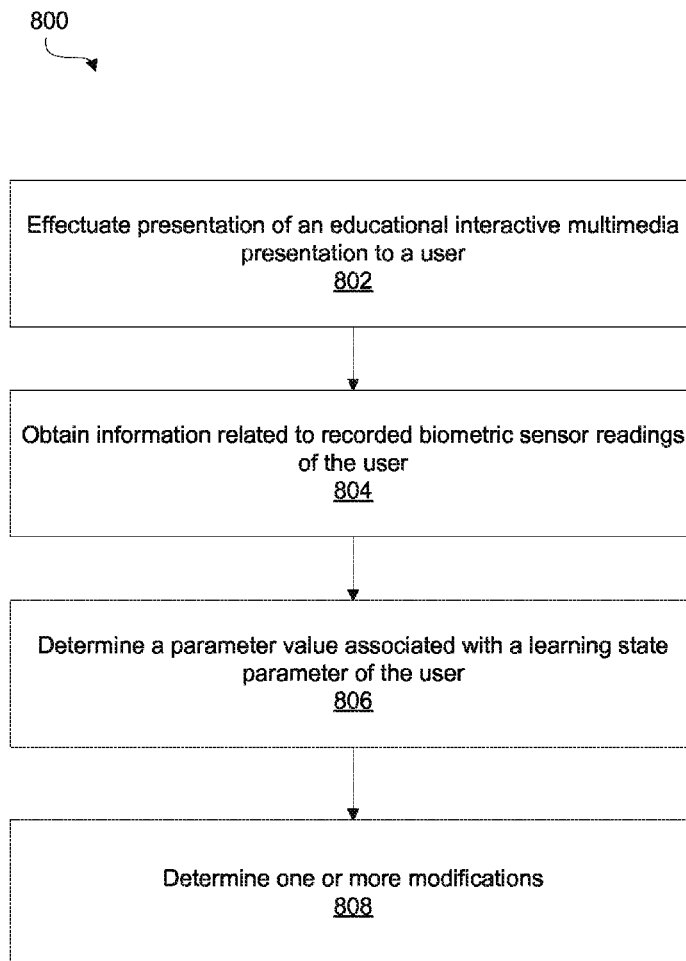 800
Effectuate presentation of an educational interactive multimedia
presentation to a user
802
Obtain information related to recorded biometric sensor readings
of the user
804
Determine a parameter value associated with a learning state
parameter of the user
806
Determine one or more modifications
808